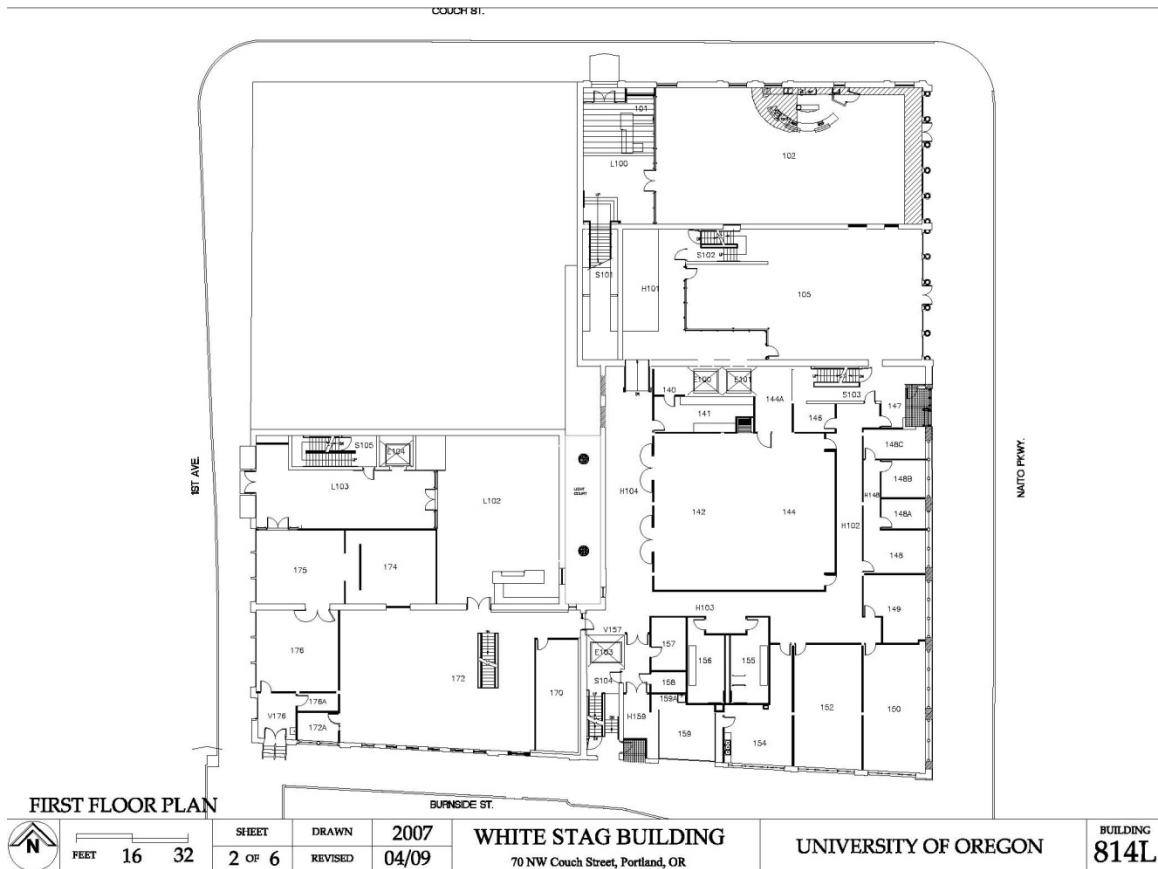 COUCH ST.
101
L100
102
S102
S101
H101
105
E100
E101
140
144A
S103
141
146
147
148C
S105
E104
1ST AVE.
L103
L102
LIGHT
COURT
H104
H148
148B
NAITO PKWY.
142
144
148A
H102
175
174
148
149
H103
V157
157
176
E103
156
155
172
158
S104
170
152
150
176A
159A
V176
172A
H159
159
154
BURNSIDE ST.
FIRST FLOOR PLAN
N
FEET 16 32
SHEET
2 OF 6
DRAWN 2007
REVISED 04/09
WHITE STAG BUILDING
70 NW Couch Street, Portland, OR
UNIVERSITY OF OREGON
BUILDING
814L